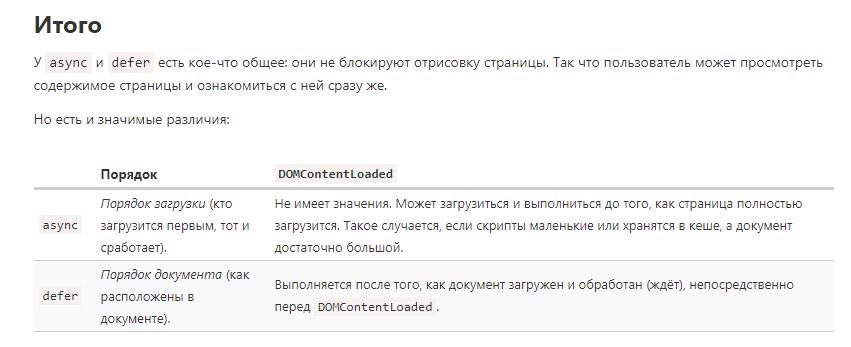 Итого
У async и defer есть кое-что общее: они не блокируют отрисовку страницы. Так что пользователь может просмотреть
содержимое страницы и ознакомиться с ней сразу же.
Но есть и значимые различия:
Порядок DOMContentLoaded
async
Порядок загрузки (кто
загрузится первым, тот и
сработает).
Не имеет значения. Может загрузиться и выполниться до того, как страница полностью
загрузится. Такое случается, если скрипты маленькие или хранятся в кеше, а документ
достаточно большой.
defer
Порядок документа (как
расположены в
документе).
Выполняется после того, как документ загружен и обработан (ждёт), непосредственно
перед DOMContentLoaded.